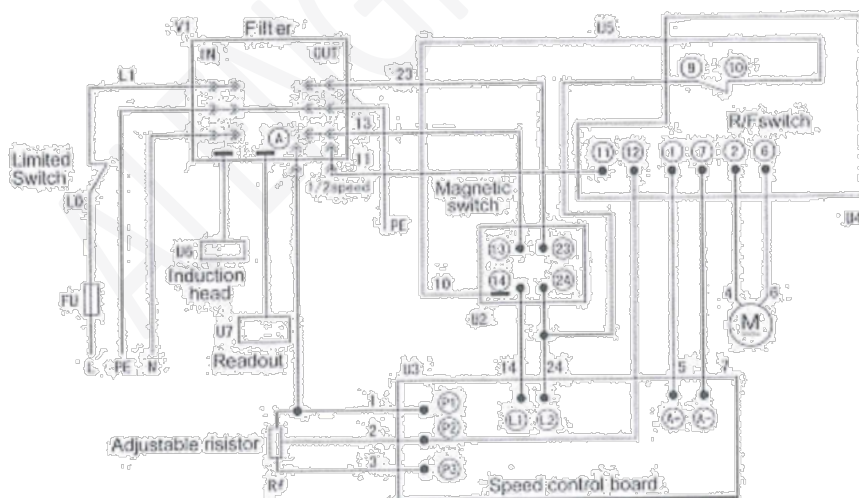 V1
Filter
U5
IN
OUT
L1
23
9
10
U4
A
13
R/F switch
11
11
12
1
7
2
6
Limited
Switch
1/2 speed
Magnetic
switch
L0
PE
13
23
U6
Induction
head
10
14
24
FU
4
6
U7
U2
M
L
PE
N
Readout
14
24
5
7
U3
1
P1
L1
L2
A+
A-
2
P2
Adjustable risistor
3
P3
Rf
Speed control board